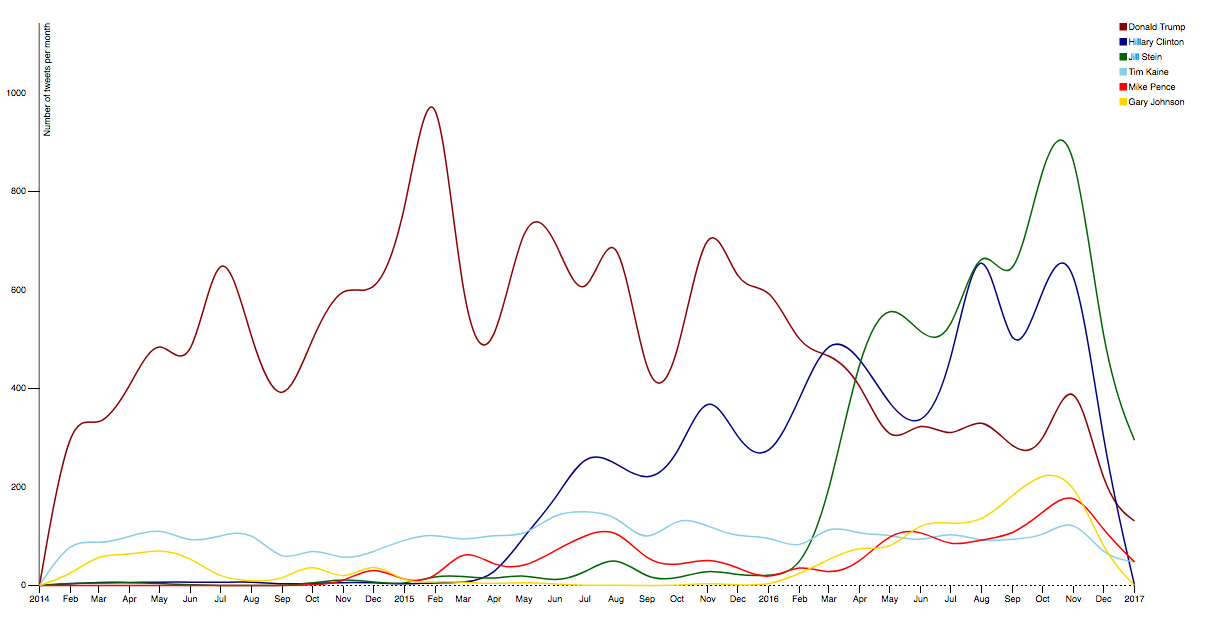 Number of tweets per month
Donald Trump
Hillary Clinton
Jill Stein
Tim Kaine
Mike Pence
Gary Johnson
1000
800
600
400
200
0
2014 Feb Mar Apr May Jun Jul Aug Sep Oct Nov Dec 2015 Feb Mar Apr May Jun Jul Aug Sep Oct Nov Dec 2016 Feb Mar Apr May Jun Jul Aug Sep Oct Nov Dec 2017